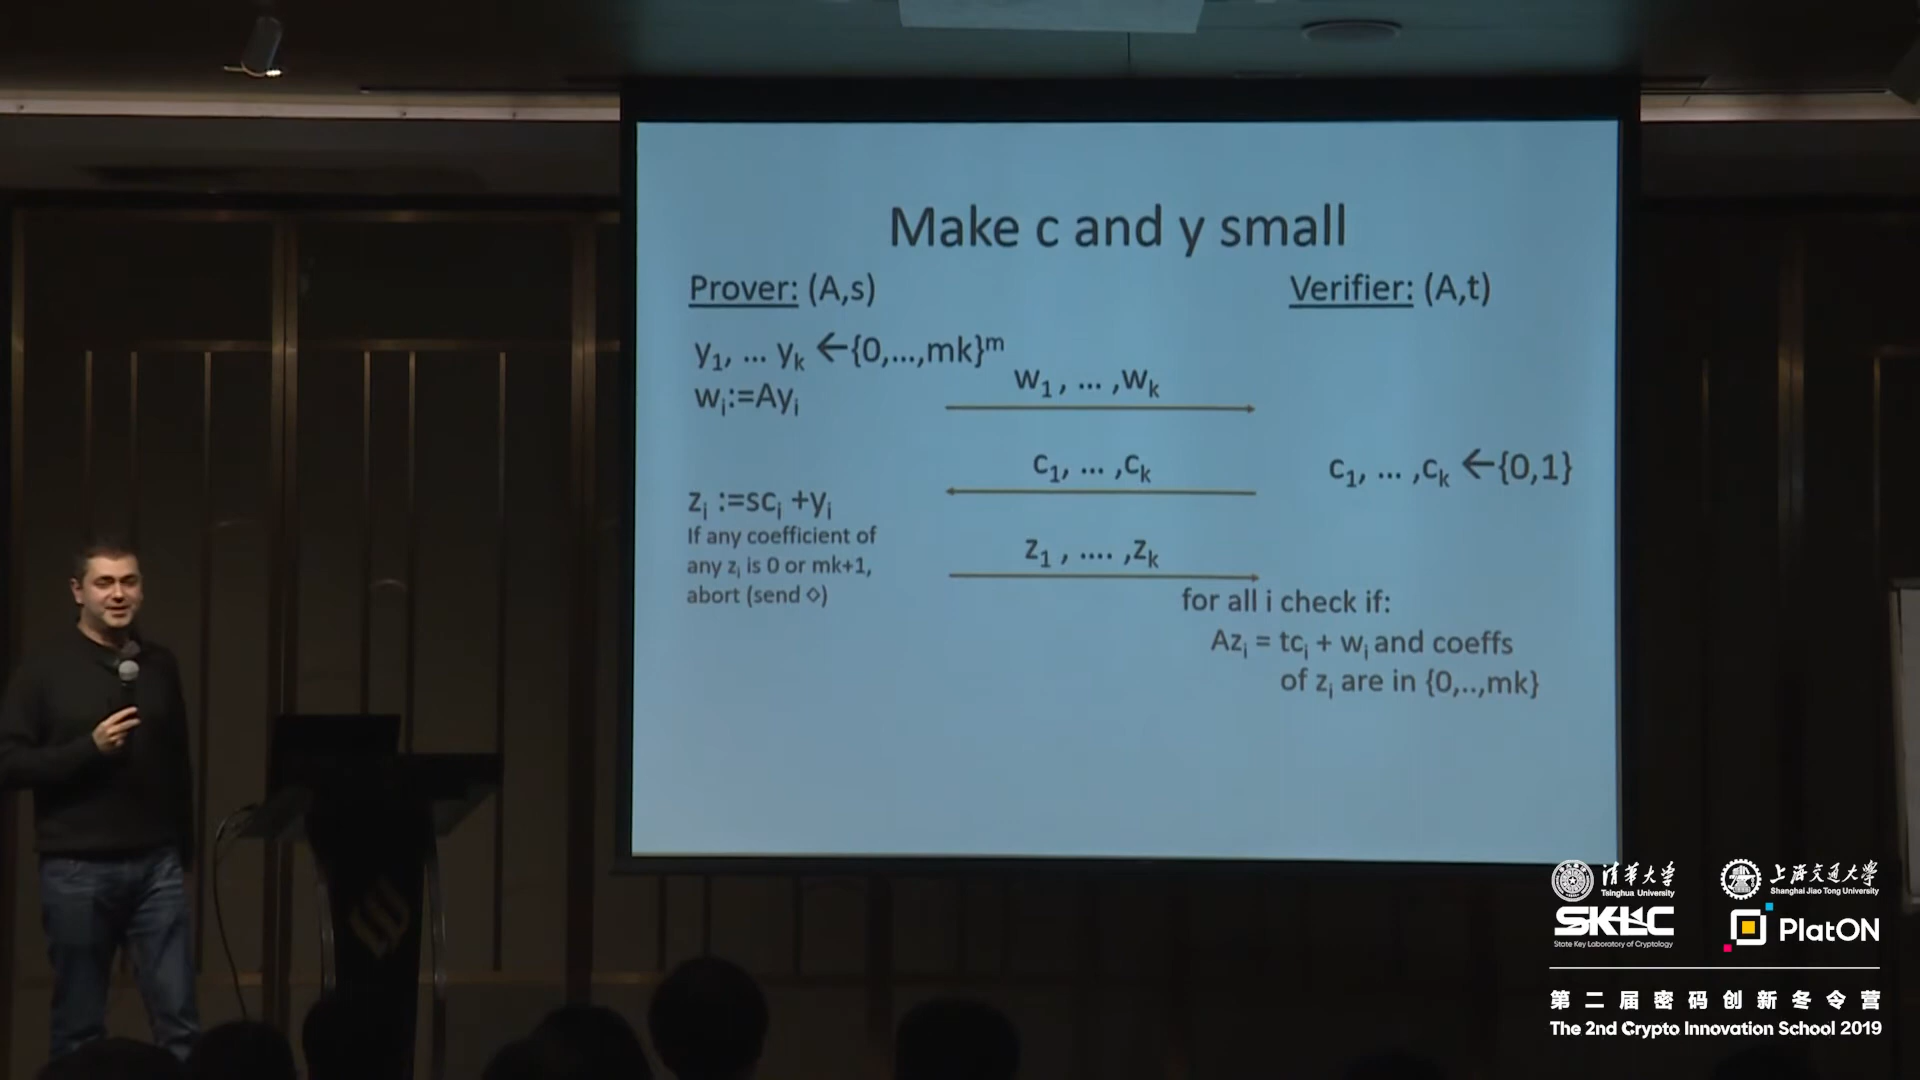 Make c and y small
Prover: (A,s)
Verifier: (A,t)
y₁, ... yₖ ←{0,...,mk}ᵐ
w₁ , ... ,wₖ
wᵢ:=Ayᵢ
c₁, ... ,cₖ
c₁, ... ,cₖ ←{0,1}
zᵢ :=scᵢ +yᵢ
If any coefficient of
any zᵢ is 0 or mk+1,
abort (send ◇)
z₁ , .... ,zₖ
for all i check if:
Azᵢ = tcᵢ + wᵢ and coeffs
of zᵢ are in {0,..,mk}
清华大学
Tsinghua University
上海交通大学
Shanghai Jiao Tong University
SKLC
State Key Laboratory of Cryptology
PlatON
第二届密码创新冬令营
The 2nd Crypto Innovation School 2019